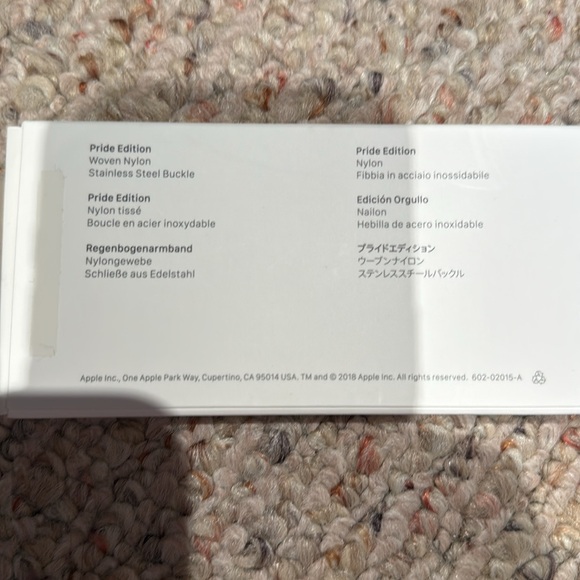 Pride Edition
Woven Nylon
Stainless Steel Buckle
Pride Edition
Nylon tissé
Boucle en acier inoxydable
Regenbogenarmband
Nylongewebe
Schließe aus Edelstahl
Pride Edition
Nylon
Fibbia in acciaio inossidabile
Edición Orgullo
Nailon
Hebilla de acero inoxidable
プライドエディション
ウーブンナイロン
ステンレススチールバックル
Apple Inc., One Apple Park Way, Cupertino, CA 95014 USA. TM and © 2018 Apple Inc. All rights reserved. 602-02015-A